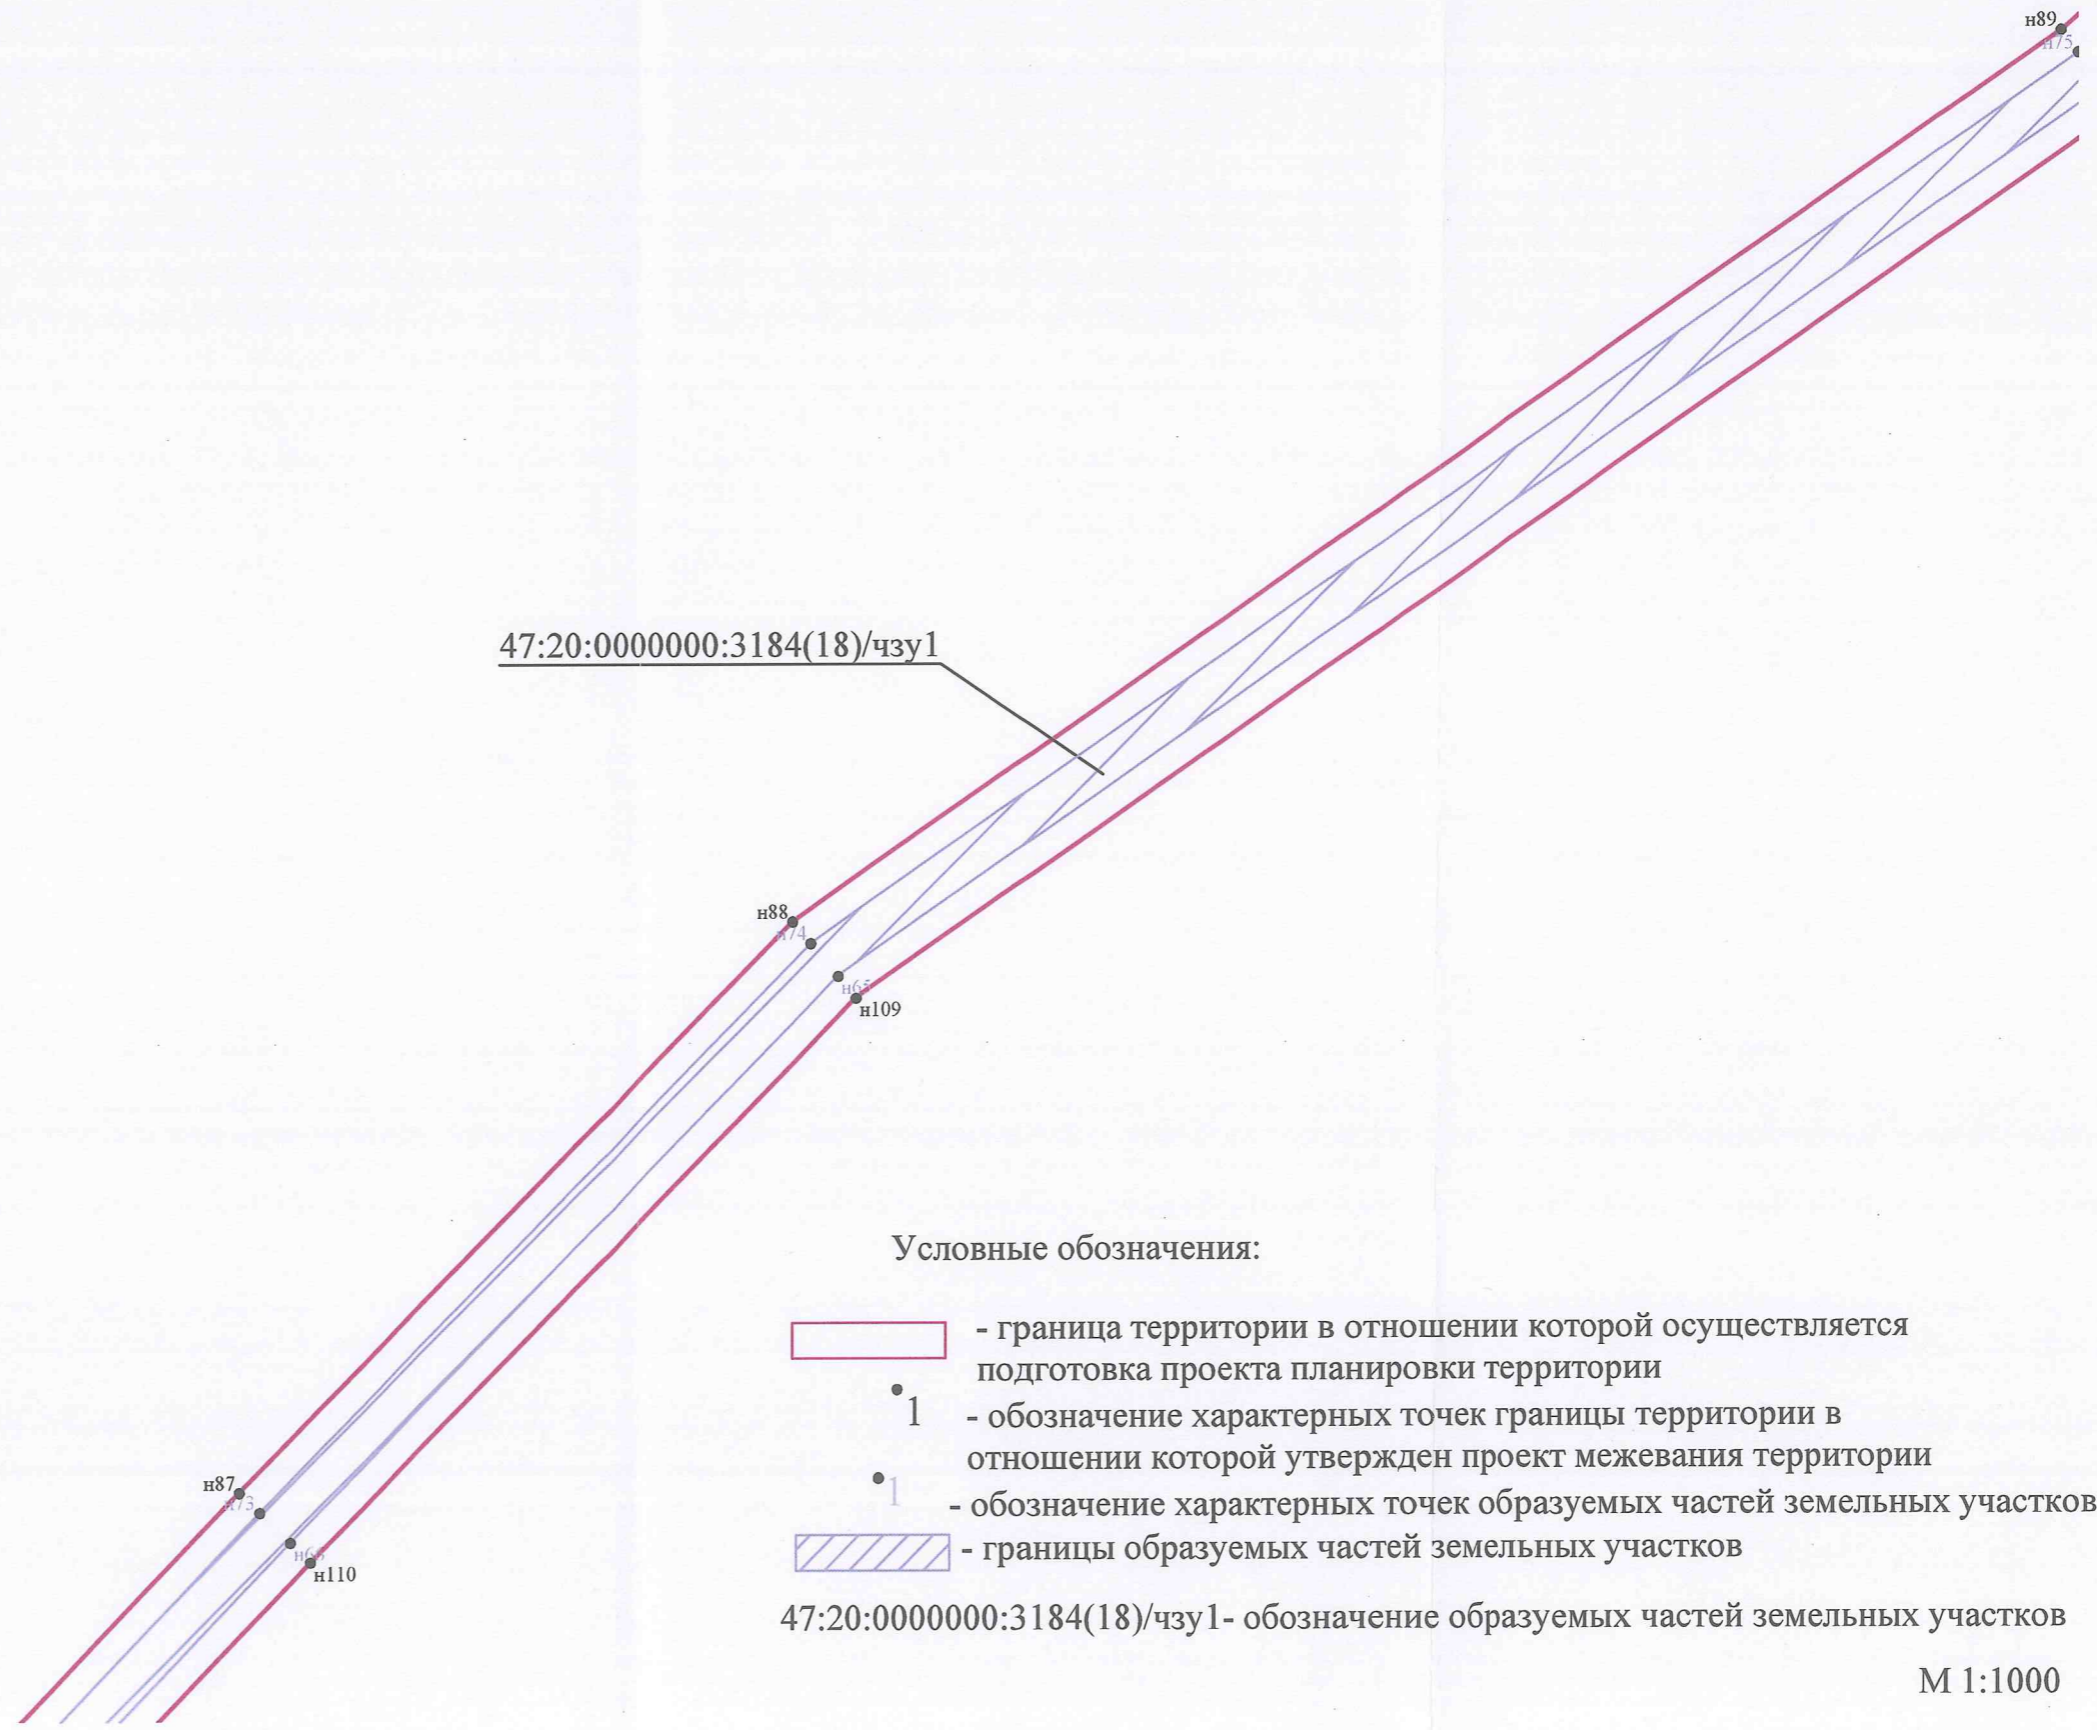 н89
н75
47:20:0000000:3184(18)/чзу1
н88
н74
н65
н109
Условные обозначения:
- граница территории в отношении которой осуществляется
подготовка проекта планировки территории
1
- обозначение характерных точек границы территории в
отношении которой утвержден проект межевания территории
1
- обозначение характерных точек образуемых частей земельных участков
н87
н73
н66
н110
- границы образуемых частей земельных участков
47:20:0000000:3184(18)/чзу1- обозначение образуемых частей земельных участков
М 1:1000